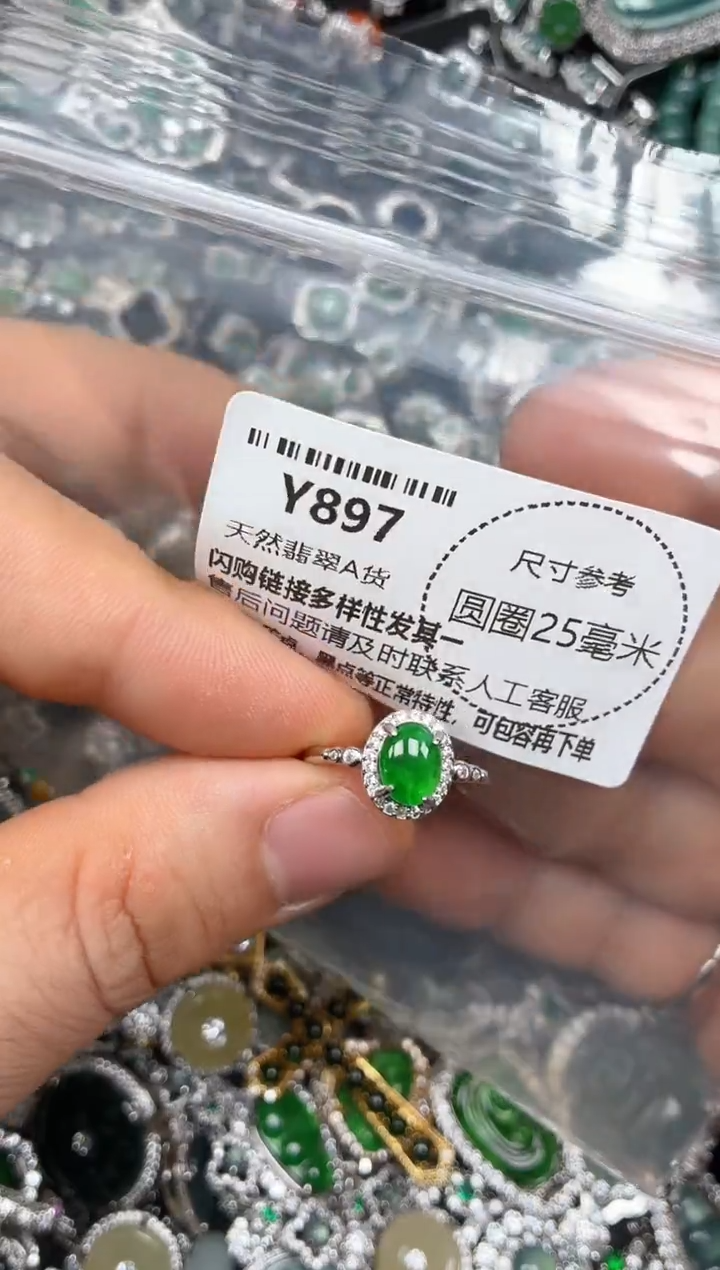 Y897
天然翡翠A货
闪购链接多样性发其一
售后问题请及时联系人工客服
黑点等正常特性，可包容再下单
尺寸参考
圆圈25毫米